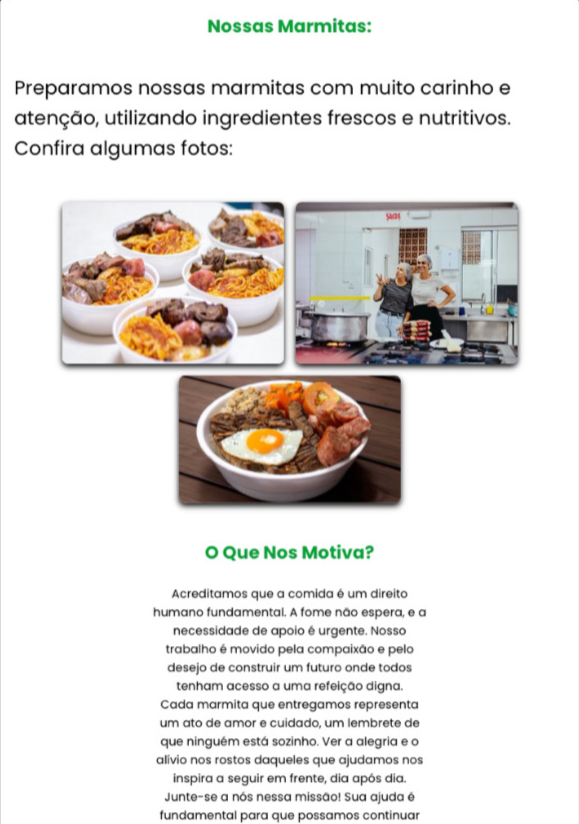 Nossas Marmitas:
Preparamos nossas marmitas com muito carinho e
atenção, utilizando ingredientes frescos e nutritivos.
Confira algumas fotos:
O Que Nos Motiva?
Acreditamos que a comida é um direito
humano fundamental. A fome não espera, e a
necessidade de apoio é urgente. Nosso
trabalho é movido pela compaixão e pelo
desejo de construir um futuro onde todos
tenham acesso a uma refeição digna.
Cada marmita que entregamos representa
um ato de amor e cuidado, um lembrete de
que ninguém está sozinho. Ver a alegria e o
alívio nos rostos daqueles que ajudamos nos
inspira a seguir em frente, dia após dia.
Junte-se a nós nessa missão! Sua ajuda é
fundamental para que possamos continuar